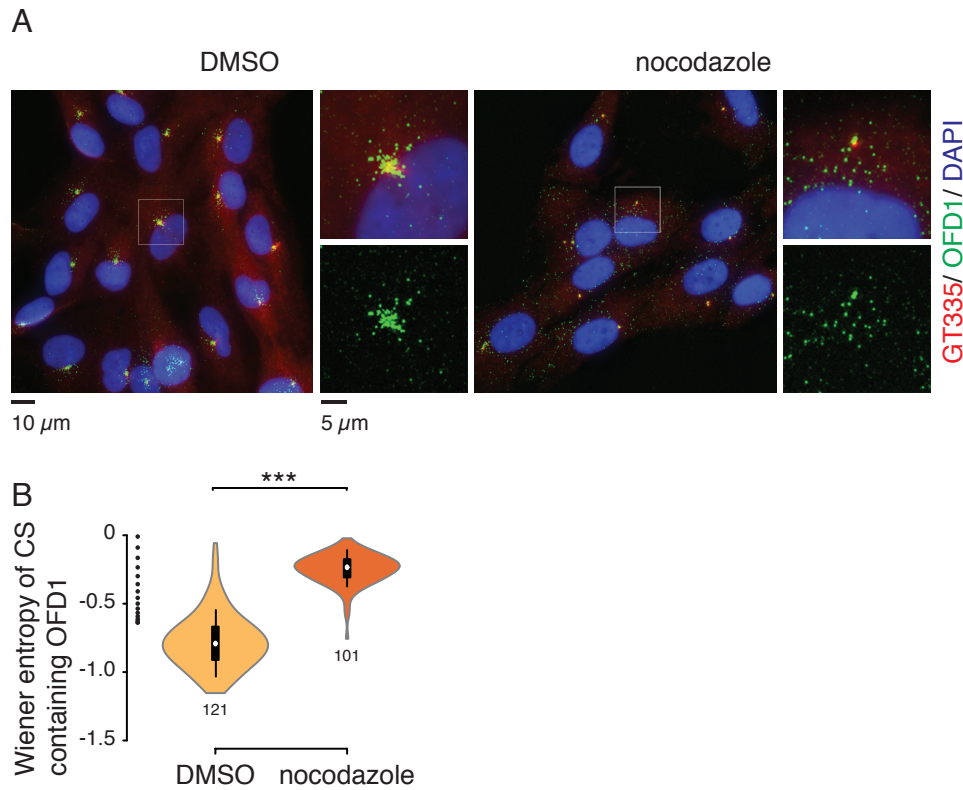 A
DMSO
nocodazole
GT335/ OFD1/ DAPI
10 µm
5 µm
B
***
Wiener entropy of CS
containing OFD1
0
-0.5
-1.0
-1.5
121
101
DMSO
nocodazole